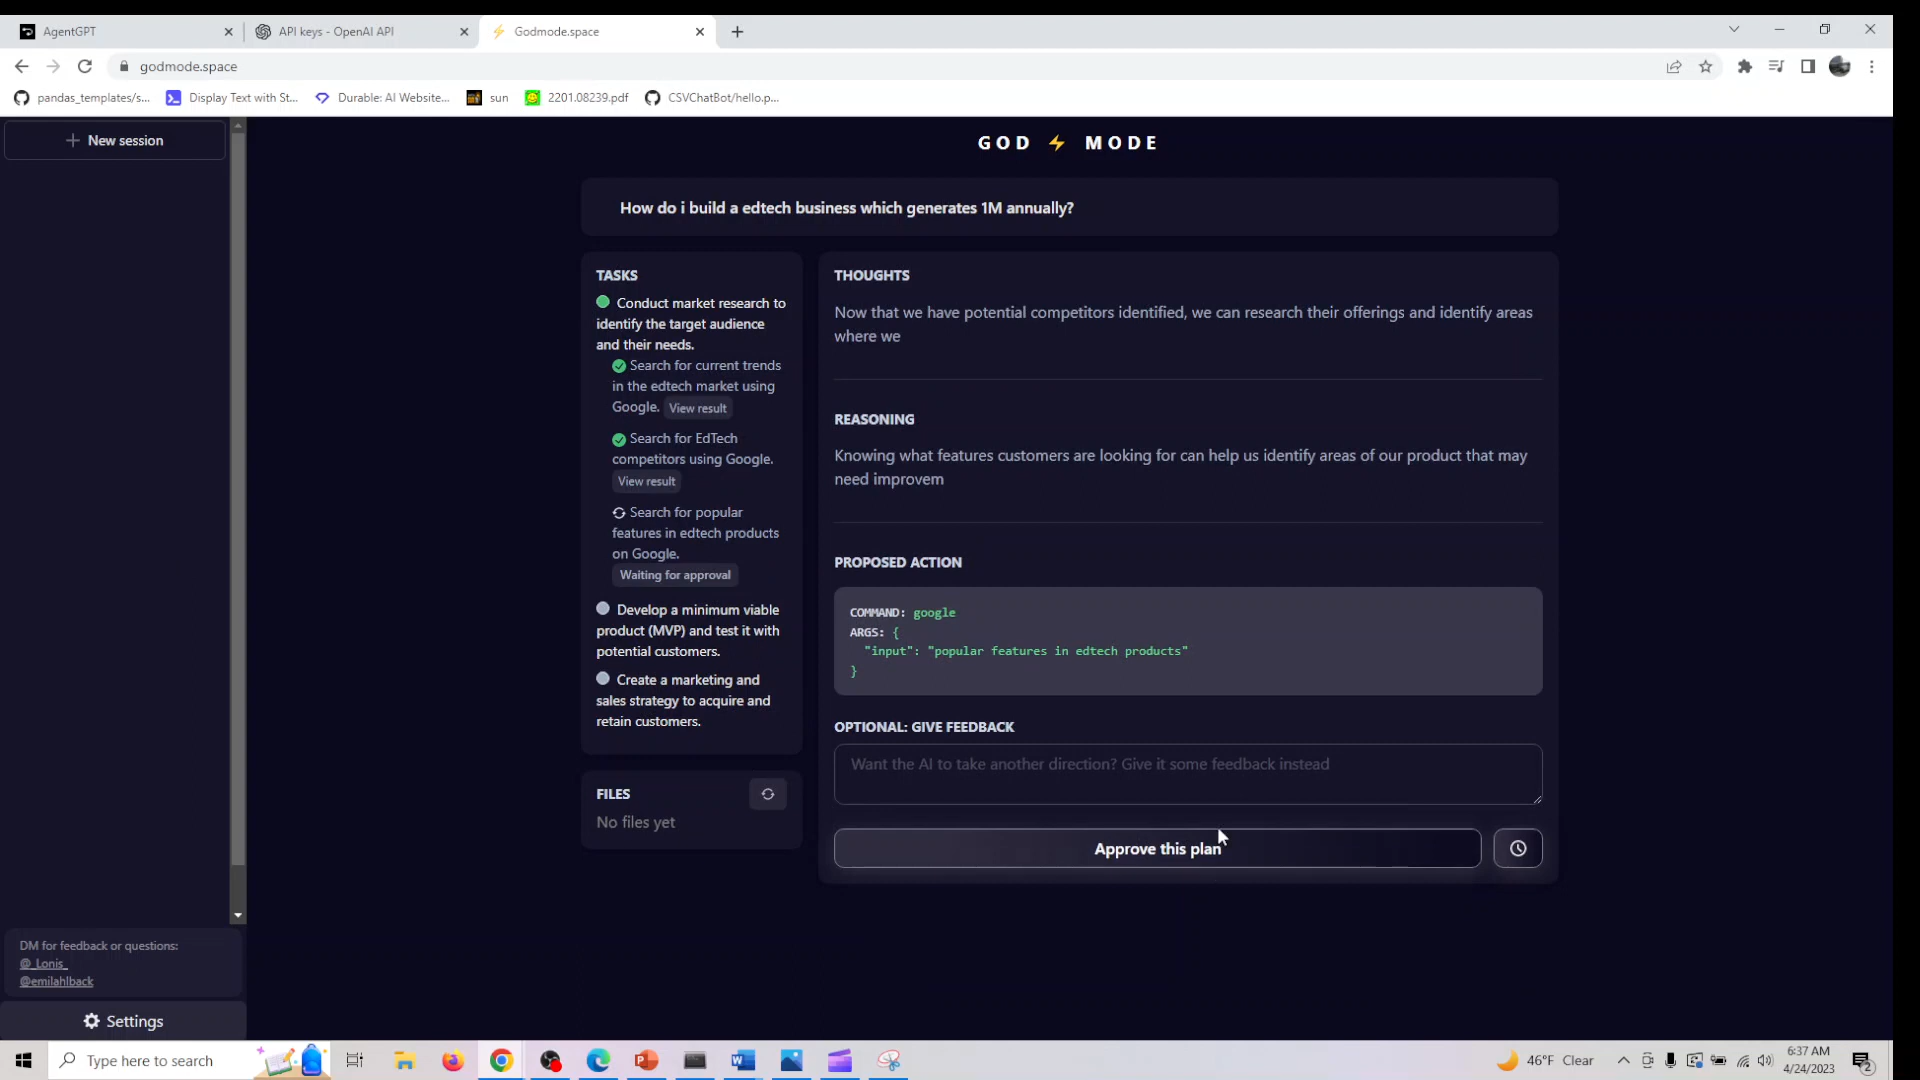 AgentGPT
API keys - OpenAI API
Godmode.space
godmode.space
pandas_templates/s...
Display Text with St...
Durable: AI Website...
sun
2201.08239.pdf
CSVChatBot/hello.p...
New session
GOD MODE
How do i build a edtech business which generates 1M annually?
TASKS
Conduct market research to
identify the target audience
and their needs.
Search for current trends
in the edtech market using
Google. View result
Search for EdTech
competitors using Google.
View result
Search for popular
features in edtech products
on Google.
Waiting for approval
Develop a minimum viable
product (MVP) and test it with
potential customers.
Create a marketing and
sales strategy to acquire and
retain customers.
FILES
No files yet
THOUGHTS
Now that we have potential competitors identified, we can research their offerings and identify areas
where we
REASONING
Knowing what features customers are looking for can help us identify areas of our product that may
need improvem
PROPOSED ACTION
COMMAND: google
ARGS: {
"input": "popular features in edtech products"
}
OPTIONAL: GIVE FEEDBACK
Want the AI to take another direction? Give it some feedback instead
Approve this plan
DM for feedback or questions:
@_Lonis_
@emilahlback
Settings
Type here to search
46°F Clear
6:37 AM
4/24/2023
2